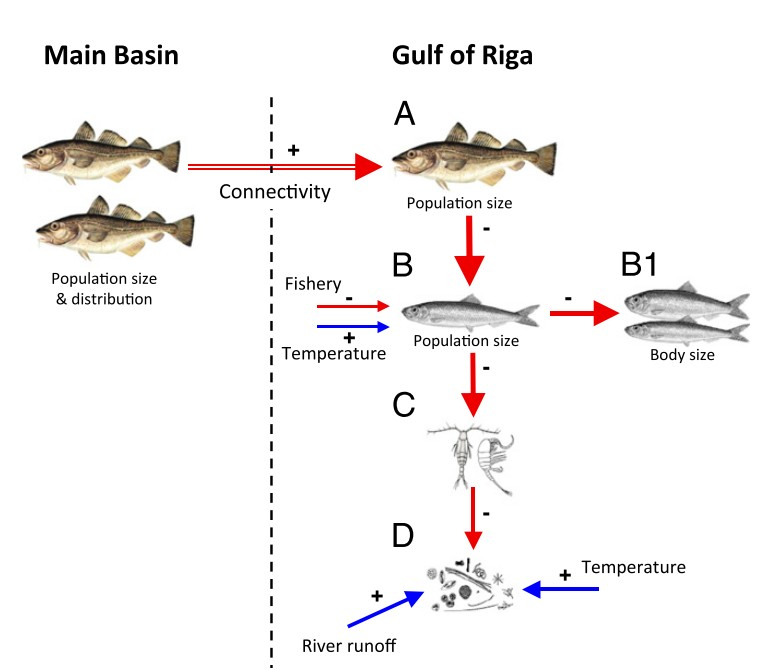 Main Basin
Gulf of Riga
A
+
Connectivity
Population size
Population size
& distribution
-
B
B1
Fishery
-
-
+
Temperature
Population size
Body size
-
C
-
D
+
Temperature
+
River runoff